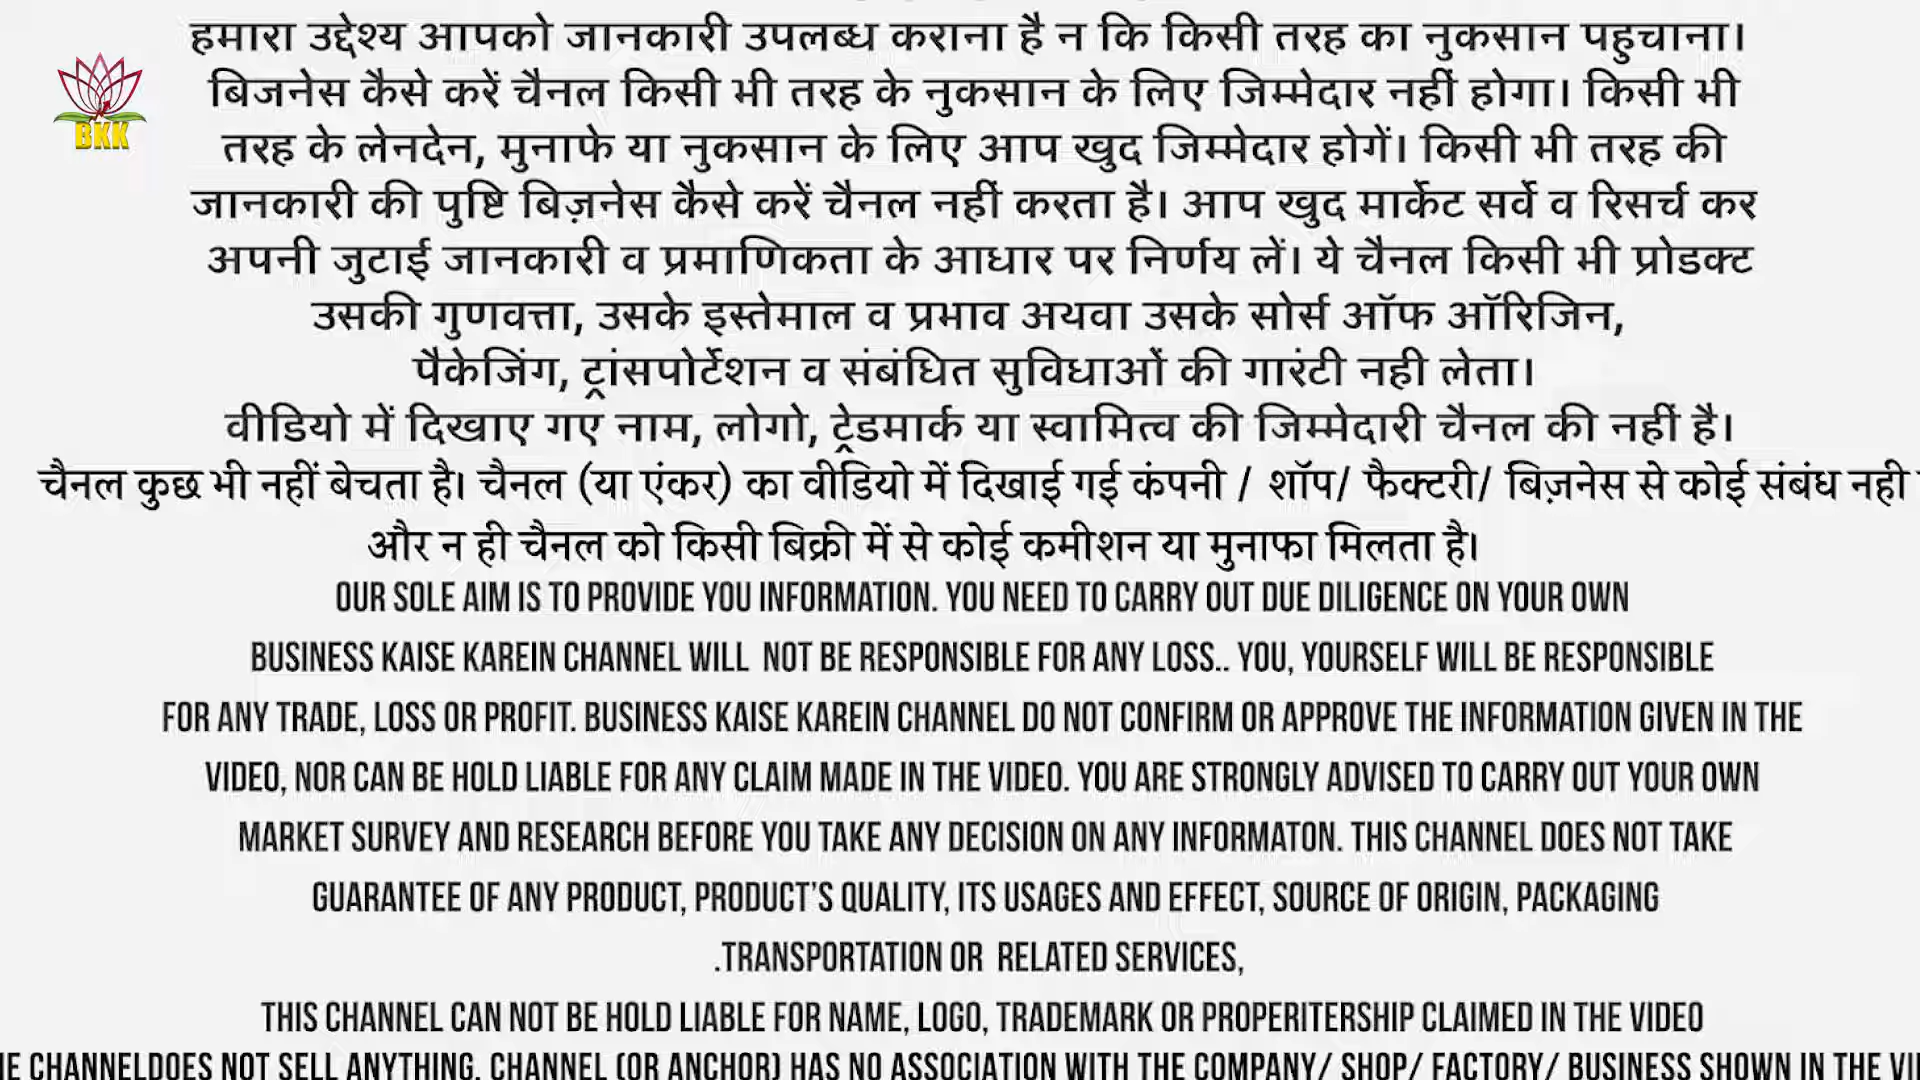 हमारा उद्देश्य आपको जानकारी उपलब्ध कराना है न कि किसी तरह का नुकसान पहुचाना।
BKK
बिजनेस कैसे करें चैनल किसी भी तरह के नुकसान के लिए जिम्मेदार नहीं होगा। किसी भी
तरह के लेनदेन, मुनाफे या नुकसान के लिए आप खुद जिम्मेदार होगें। किसी भी तरह की
जानकारी की पुष्टि बिज़नेस कैसे करें चैनल नहीं करता है। आप खुद मार्केट सर्वे व रिसर्च कर
अपनी जुटाई जानकारी व प्रमाणिकता के आधार पर निर्णय लें। ये चैनल किसी भी प्रोडक्ट
उसकी गुणवत्ता, उसके इस्तेमाल व प्रभाव अथवा उसके सोर्स ऑफ ऑरिजिन,
पैकेजिंग, ट्रांसपोर्टेशन व संबंधित सुविधाओं की गारंटी नही लेता।
वीडियो में दिखाए गए नाम, लोगो, ट्रेडमार्क या स्वामित्व की जिम्मेदारी चैनल की नहीं है।
चैनल कुछ भी नहीं बेचता है। चैनल (या एंकर) का वीडियो में दिखाई गई कंपनी / शॉप/ फैक्टरी/ बिज़नेस से कोई संबंध नही
और न ही चैनल को किसी बिक्री में से कोई कमीशन या मुनाफा मिलता है।
OUR SOLE AIM IS TO PROVIDE YOU INFORMATION. YOU NEED TO CARRY OUT DUE DILIGENCE ON YOUR OWN
BUSINESS KAISE KAREIN CHANNEL WILL NOT BE RESPONSIBLE FOR ANY LOSS.. YOU, YOURSELF WILL BE RESPONSIBLE
FOR ANY TRADE, LOSS OR PROFIT. BUSINESS KAISE KAREIN CHANNEL DO NOT CONFIRM OR APPROVE THE INFORMATION GIVEN IN THE
VIDEO, NOR CAN BE HOLD LIABLE FOR ANY CLAIM MADE IN THE VIDEO. YOU ARE STRONGLY ADVISED TO CARRY OUT YOUR OWN
MARKET SURVEY AND RESEARCH BEFORE YOU TAKE ANY DECISION ON ANY INFORMATON. THIS CHANNEL DOES NOT TAKE
GUARANTEE OF ANY PRODUCT, PRODUCT'S QUALITY, ITS USAGES AND EFFECT, SOURCE OF ORIGIN, PACKAGING
.TRANSPORTATION OR RELATED SERVICES,
THIS CHANNEL CAN NOT BE HOLD LIABLE FOR NAME, LOGO, TRADEMARK OR PROPERITERSHIP CLAIMED IN THE VIDEO
CHANNELDOES NOT SELL ANYTHING. CHANNEL (OR ANCHOR) HAS NO ASSOCIATION WITH THE COMPANY/ SHOP/ FACTORY/ BUSINESS SHOWN IN THE